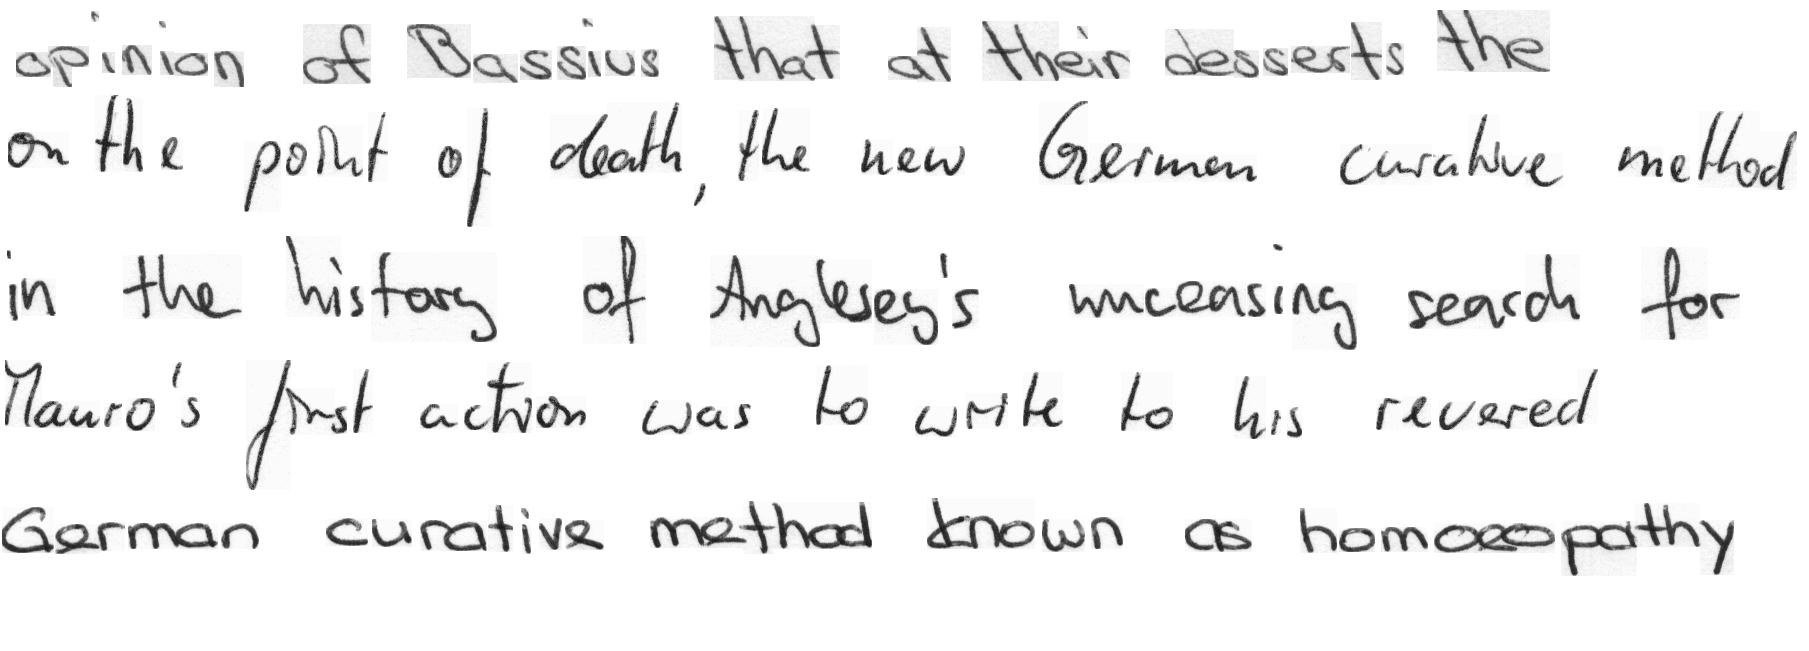 opinion of Bassius that at their desserts the
on the point of death, the new German curative method
in the history of Anglesey's unceasing search for
Mauro's first action was to write to his revered
German curative method known as homoeopathy